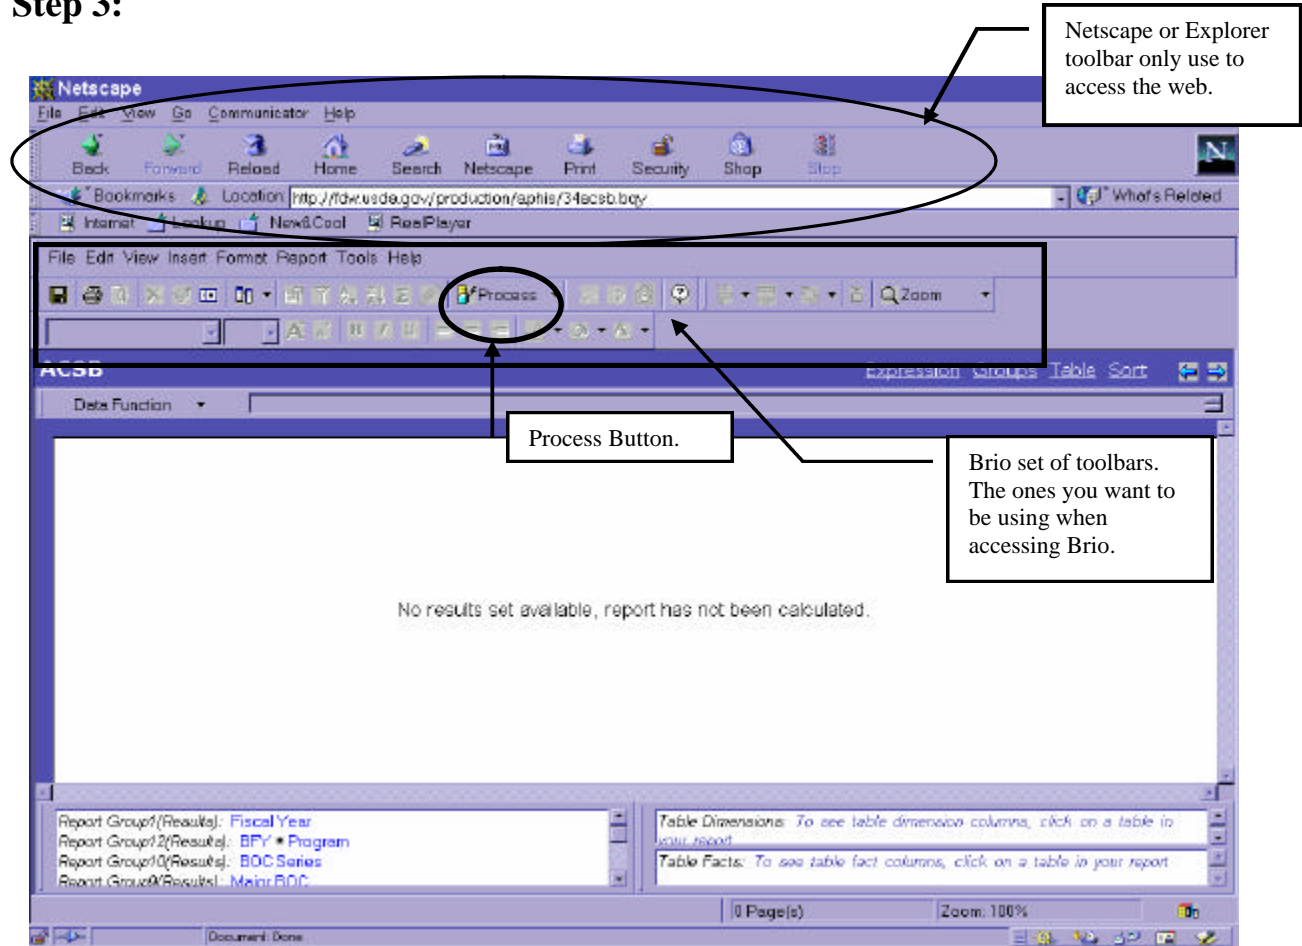 Step 3:
Netscape or Explorer
toolbar only use to
access the web.
Netscape
File Edit View Go Communicator Help
Back Forward Reload Home Search Netscape Print Security Shop Stop
Bookmarks Location: http://fdw.usda.gov/production/aphis/34acsb.bqy What's Related
Internet Lookup New&Cool RealPlayer
File Edit View Insert Format Report Tools Help
Process Zoom
ACSB Expression Groups Table Sort
Data Function
Process Button.
Brio set of toolbars.
The ones you want to
be using when
accessing Brio.
No results set available, report has not been calculated.
Report Group1(Results): Fiscal Year
Report Group12(Results): BFY * Program
Report Group10(Results): BOC Series
Report Group9(Results): Major BOC
Table Dimensions: To see table dimension columns, click on a table in
your report
Table Facts: To see table fact columns, click on a table in your report
0 Page(s) Zoom: 100%
Document: Done